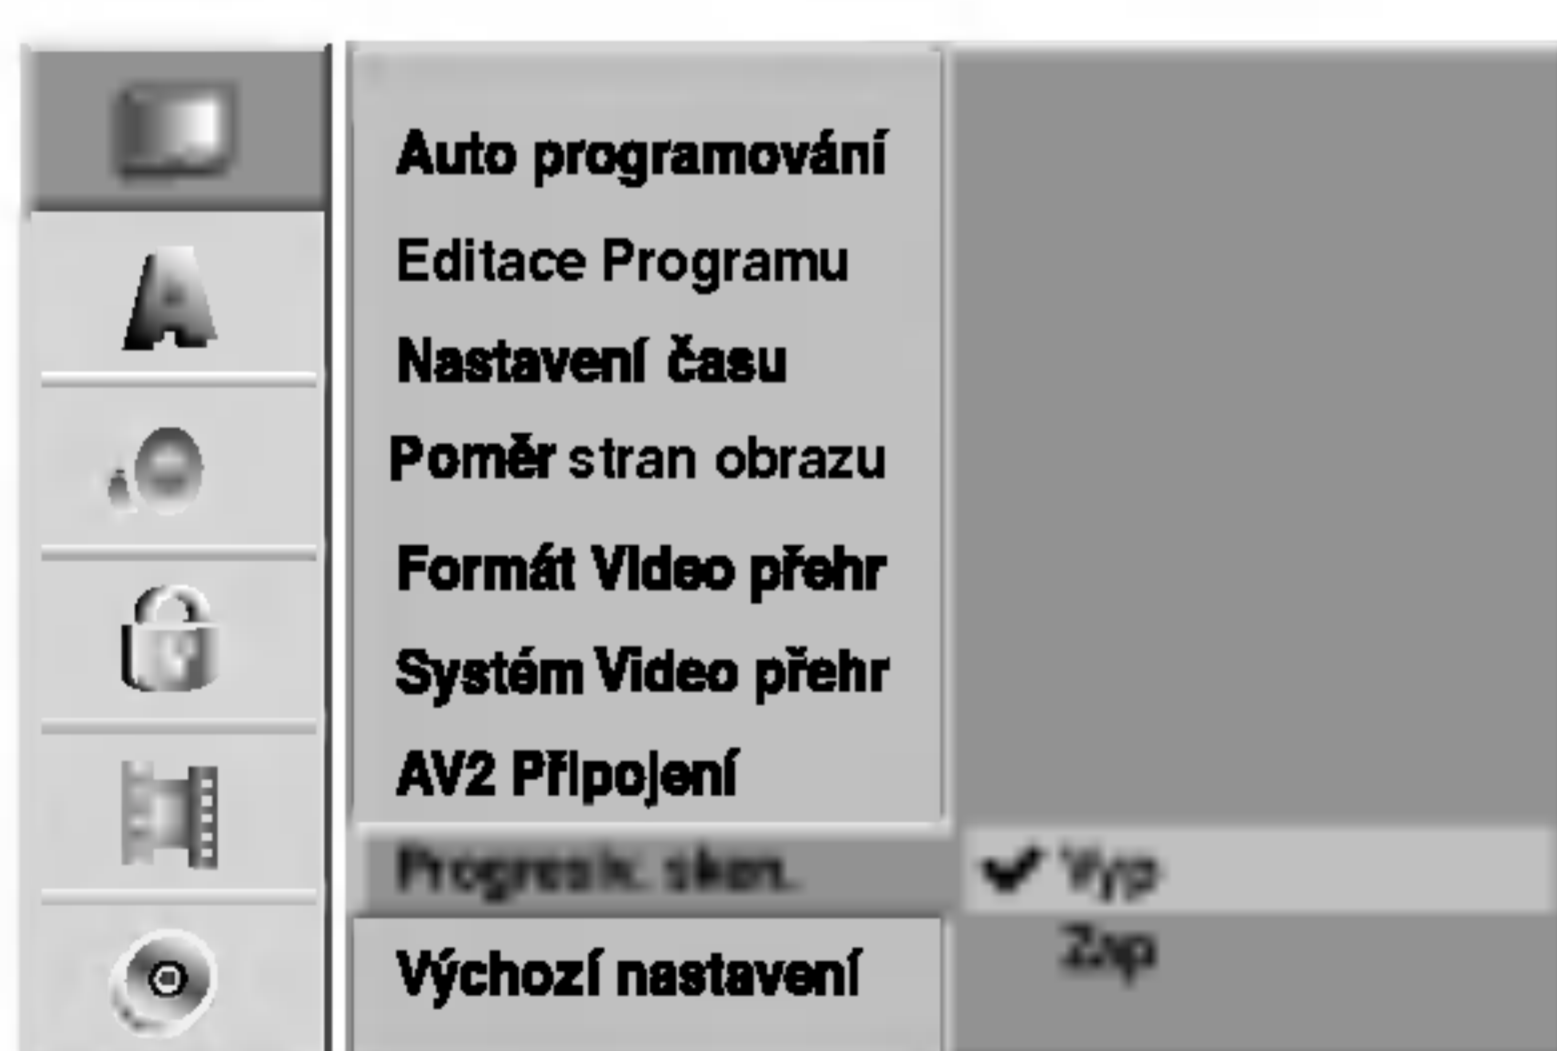 Auto programování
Editace Programu
Nastavení času
Poměr stran obrazu
Formát Video přehr
Systém Video přehr
AV2 Připojení
Progresiv. sken. Vyp
Zap
Výchozí nastavení